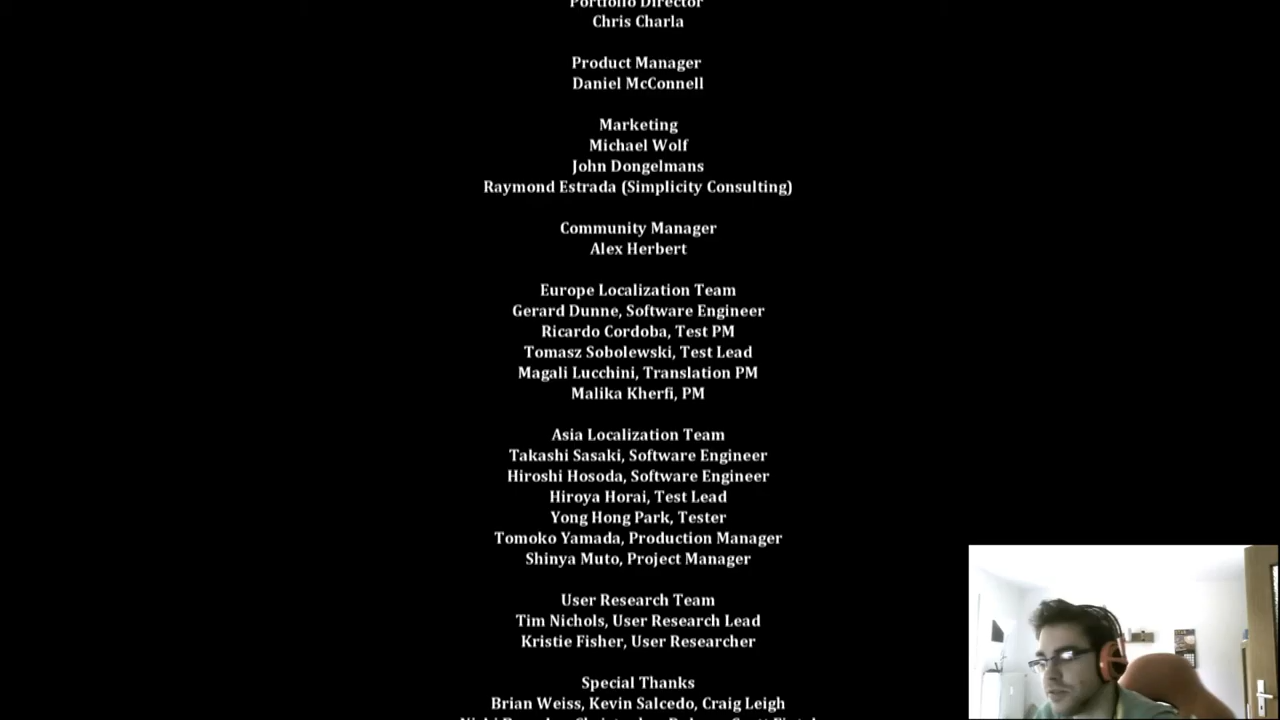 Portfolio Director
Chris Charla
Product Manager
Daniel McConnell
Marketing
Michael Wolf
John Dongelmans
Raymond Estrada (Simplicity Consulting)
Community Manager
Alex Herbert
Europe Localization Team
Gerard Dunne, Software Engineer
Ricardo Cordoba, Test PM
Tomasz Sobolewski, Test Lead
Magali Lucchini, Translation PM
Malika Kherfi, PM
Asia Localization Team
Takashi Sasaki, Software Engineer
Hiroshi Hosoda, Software Engineer
Hiroya Horai, Test Lead
Yong Hong Park, Tester
Tomoko Yamada, Production Manager
Shinya Muto, Project Manager
User Research Team
Tim Nichols, User Research Lead
Kristie Fisher, User Researcher
Special Thanks
Brian Weiss, Kevin Salcedo, Craig Leigh